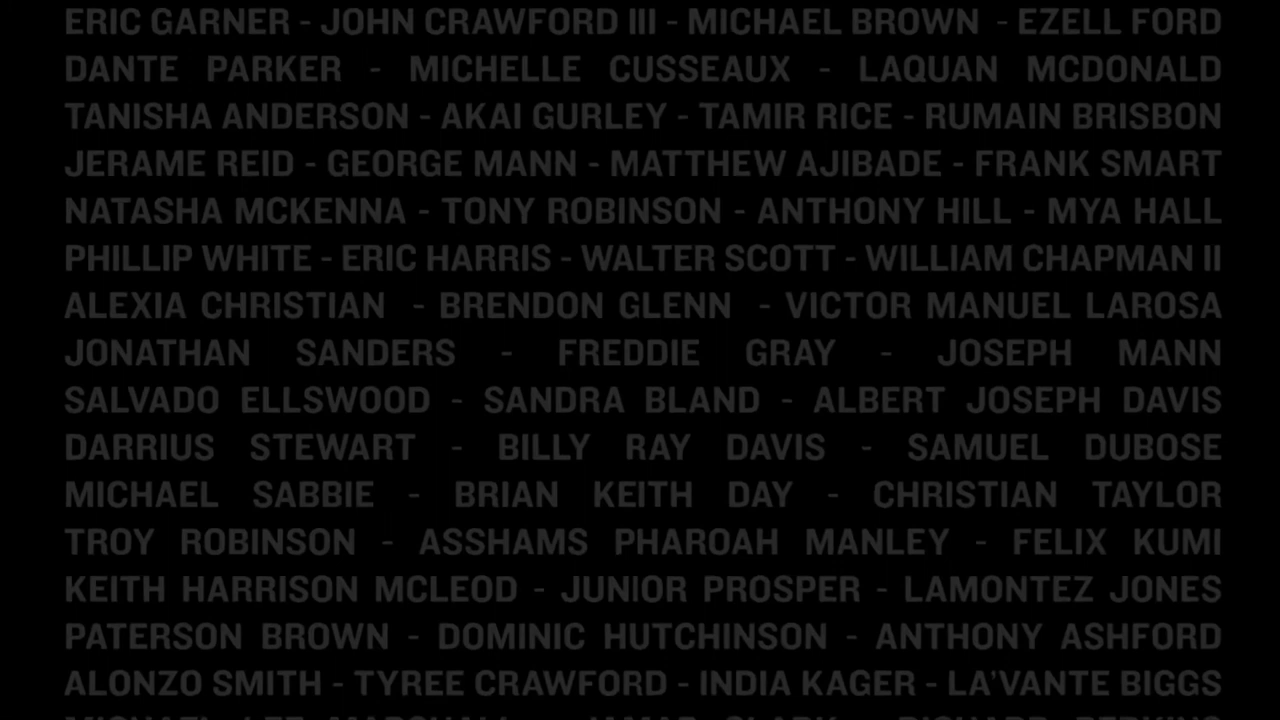 ERIC GARNER - JOHN CRAWFORD III - MICHAEL BROWN - EZELL FORD
DANTE PARKER - MICHELLE CUSSEAUX - LAQUAN MCDONALD
TANISHA ANDERSON - AKAI GURLEY - TAMIR RICE - RUMAIN BRISBON
JERAME REID - GEORGE MANN - MATTHEW AJIBADE - FRANK SMART
NATASHA MCKENNA - TONY ROBINSON - ANTHONY HILL - MYA HALL
PHILLIP WHITE - ERIC HARRIS - WALTER SCOTT - WILLIAM CHAPMAN II
ALEXIA CHRISTIAN - BRENDON GLENN - VICTOR MANUEL LAROSA
JONATHAN SANDERS - FREDDIE GRAY - JOSEPH MANN
SALVADO ELLSWOOD - SANDRA BLAND - ALBERT JOSEPH DAVIS
DARRIUS STEWART - BILLY RAY DAVIS - SAMUEL DUBOSE
MICHAEL SABBIE - BRIAN KEITH DAY - CHRISTIAN TAYLOR
TROY ROBINSON - ASSHAMS PHAROAH MANLEY - FELIX KUMI
KEITH HARRISON MCLEOD - JUNIOR PROSPER - LAMONTEZ JONES
PATERSON BROWN - DOMINIC HUTCHINSON - ANTHONY ASHFORD
ALONZO SMITH - TYREE CRAWFORD - INDIA KAGER - LA'VANTE BIGGS